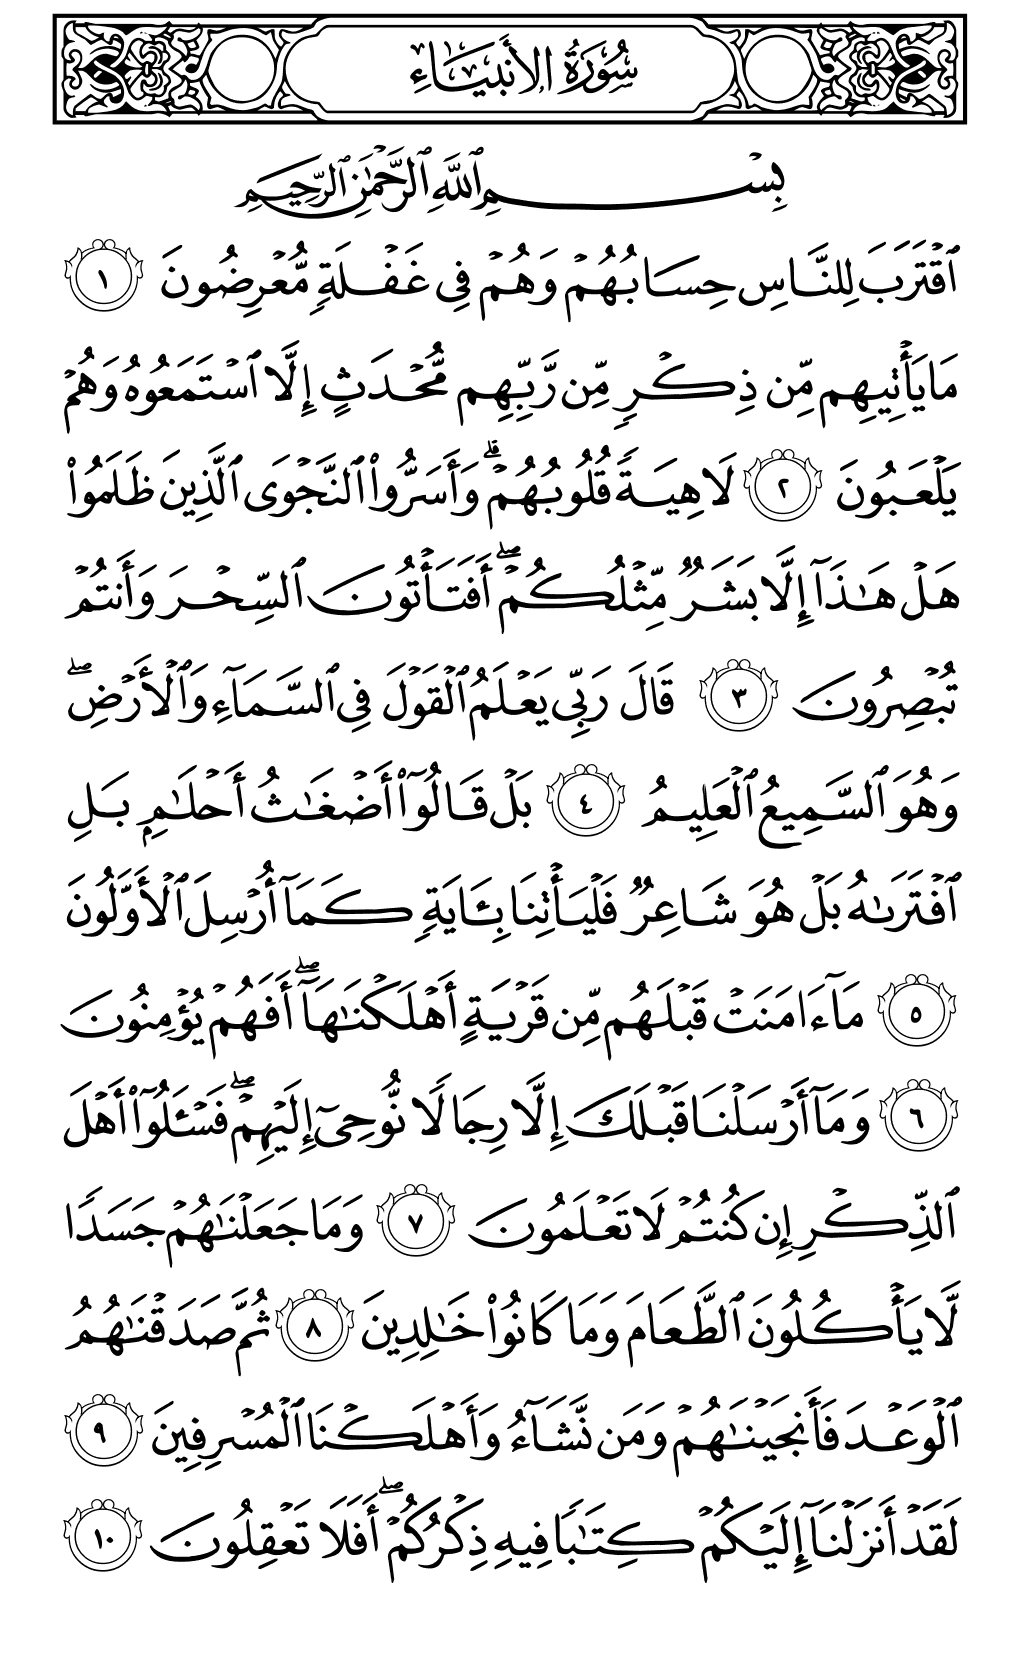 سُورَةُ الأَنبِيَاءِ
بِسۡمِ ٱللَّهِ ٱلرَّحۡمَٰنِ ٱلرَّحِيمِ
ٱقۡتَرَبَ لِلنَّاسِ حِسَابُهُمۡ وَهُمۡ فِي غَفۡلَةٖ مُّعۡرِضُونَ ١
مَا يَأۡتِيهِم مِّن ذِكۡرٖ مِّن رَّبِّهِم مُّحۡدَثٍ إِلَّا ٱسۡتَمَعُوهُ وَهُمۡ
يَلۡعَبُونَ ٢ لَاهِيَةٗ قُلُوبُهُمۡۗ وَأَسَرُّواْ ٱلنَّجۡوَى ٱلَّذِينَ ظَلَمُواْ
هَلۡ هَٰذَآ إِلَّا بَشَرٞ مِّثۡلُكُمۡۖ أَفَتَأۡتُونَ ٱلسِّحۡرَ وَأَنتُمۡ
تُبۡصِرُونَ ٣ قَالَ رَبِّي يَعۡلَمُ ٱلۡقَوۡلَ فِي ٱلسَّمَآءِ وَٱلۡأَرۡضِۖ
وَهُوَ ٱلسَّمِيعُ ٱلۡعَلِيمُ ٤ بَلۡ قَالُوٓاْ أَضۡغَٰثُ أَحۡلَٰمِۭ بَلِ
ٱفۡتَرَىٰهُ بَلۡ هُوَ شَاعِرٞ فَلۡيَأۡتِنَا بِـَٔايَةٖ كَمَآ أُرۡسِلَ ٱلۡأَوَّلُونَ
٥ مَآ ءَامَنَتۡ قَبۡلَهُم مِّن قَرۡيَةٍ أَهۡلَكۡنَٰهَآۖ أَفَهُمۡ يُؤۡمِنُونَ
٦ وَمَآ أَرۡسَلۡنَا قَبۡلَكَ إِلَّا رِجَالٗا نُّوحِيٓ إِلَيۡهِمۡۖ فَسۡـَٔلُوٓاْ أَهۡلَ
ٱلذِّكۡرِ إِن كُنتُمۡ لَا تَعۡلَمُونَ ٧ وَمَا جَعَلۡنَٰهُمۡ جَسَدٗا
لَّا يَأۡكُلُونَ ٱلطَّعَامَ وَمَا كَانُواْ خَٰلِدِينَ ٨ ثُمَّ صَدَقۡنَٰهُمُ
ٱلۡوَعۡدَ فَأَنجَيۡنَٰهُمۡ وَمَن نَّشَآءُ وَأَهۡلَكۡنَا ٱلۡمُسۡرِفِينَ ٩
لَقَدۡ أَنزَلۡنَآ إِلَيۡكُمۡ كِتَٰبٗا فِيهِ ذِكۡرُكُمۡۖ أَفَلَا تَعۡقِلُونَ ١٠